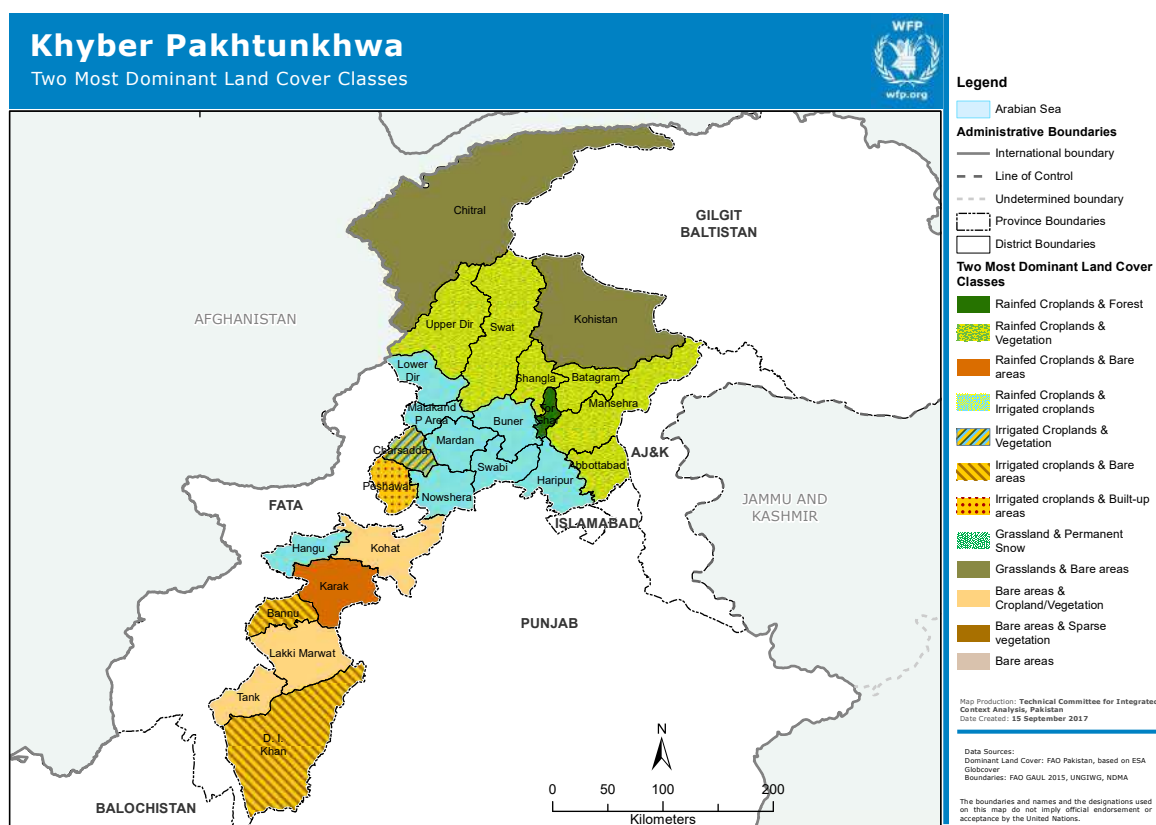 Khyber Pakhtunkhwa
Two Most Dominant Land Cover Classes
WFP
wfp.org
Chitral
GILGIT
BALTISTAN
AFGHANISTAN
Upper Dir
Swat
Kohistan
Lower
Dir
Shangla
Batagram
Mansehra
Malakand
P Area
Buner
Tor
Ghar
Charsadda
Mardan
Swabi
Abbottabad
AJ&K
Peshawar
Nowshera
Haripur
FATA
ISLAMABAD
JAMMU AND
KASHMIR
Hangu
Kohat
Karak
Bannu
PUNJAB
Lakki Marwat
Tank
D. I.
Khan
BALOCHISTAN
N
0 50 100 200
Kilometers
Legend
Arabian Sea
Administrative Boundaries
International boundary
Line of Control
Undetermined boundary
Province Boundaries
District Boundaries
Two Most Dominant Land Cover
Classes
Rainfed Croplands & Forest
Rainfed Croplands &
Vegetation
Rainfed Croplands & Bare
areas
Rainfed Croplands &
Irrigated croplands
Irrigated Croplands &
Vegetation
Irrigated croplands & Bare
areas
Irrigated croplands & Built-up
areas
Grassland & Permanent
Snow
Grasslands & Bare areas
Bare areas &
Cropland/Vegetation
Bare areas & Sparse
vegetation
Bare areas
Map Production: Technical Committee for Integrated
Context Analysis, Pakistan
Date Created: 15 September 2017
Data Sources:
Dominant Land Cover: FAO Pakistan, based on ESA
Globcover
Boundaries: FAO GAUL 2015, UNGIWG, NDMA
The boundaries and names and the designations used
on this map do not imply official endorsement or
acceptance by the United Nations.